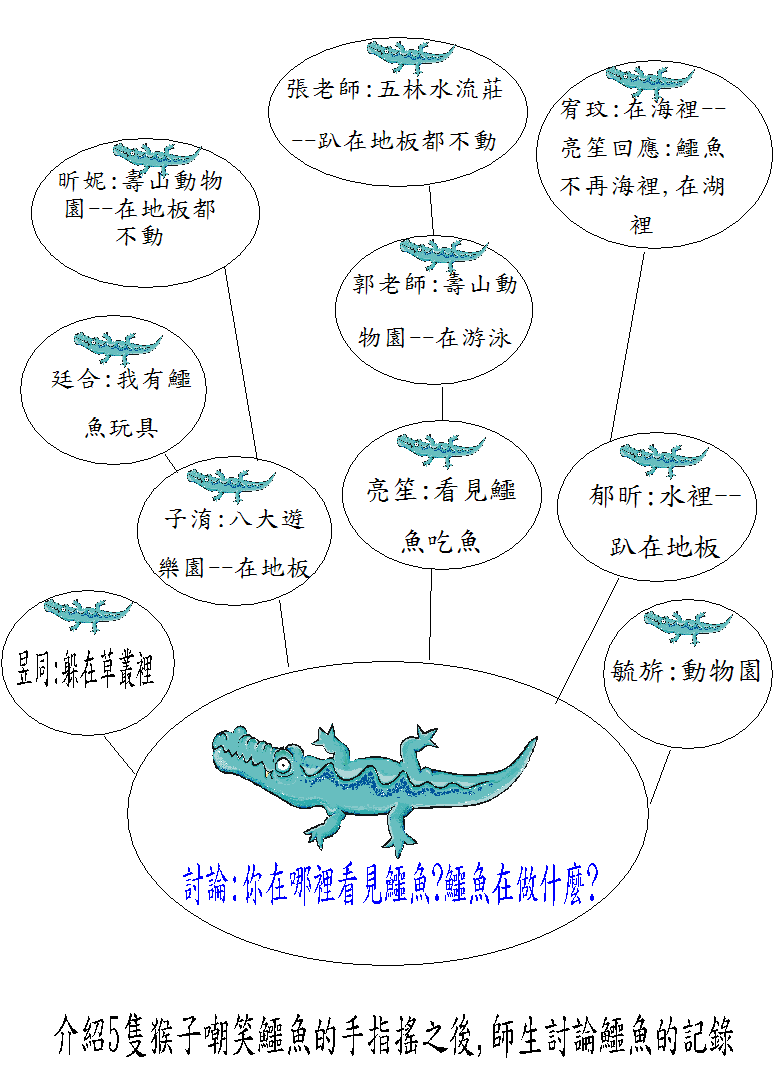 張老師:五林水流莊
--趴在地板都不動
宥玟:在海裡--
亮笙回應:鱷魚
不再海裡,在湖
裡
昕妮:壽山動物
園--在地板都
不動
郭老師:壽山動
物園--在游泳
廷合:我有鱷
魚玩具
子淯:八大遊
樂園--在地板
亮笙:看見鱷
魚吃魚
郁昕:水裡--
趴在地板
昱同:躲在草叢裡
毓旂:動物園
討論:你在哪裡看見鱷魚?鱷魚在做什麼?
介紹5隻猴子嘲笑鱷魚的手指搖之後,師生討論鱷魚的記錄